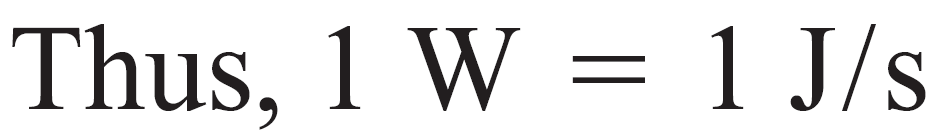 Thus, 1 W = 1 J/s